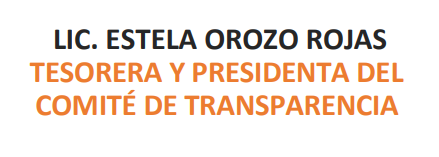 LIC. ESTELA OROZO ROJAS
TESORERA Y PRESIDENTA DEL
COMITÉ DE TRANSPARENCIA